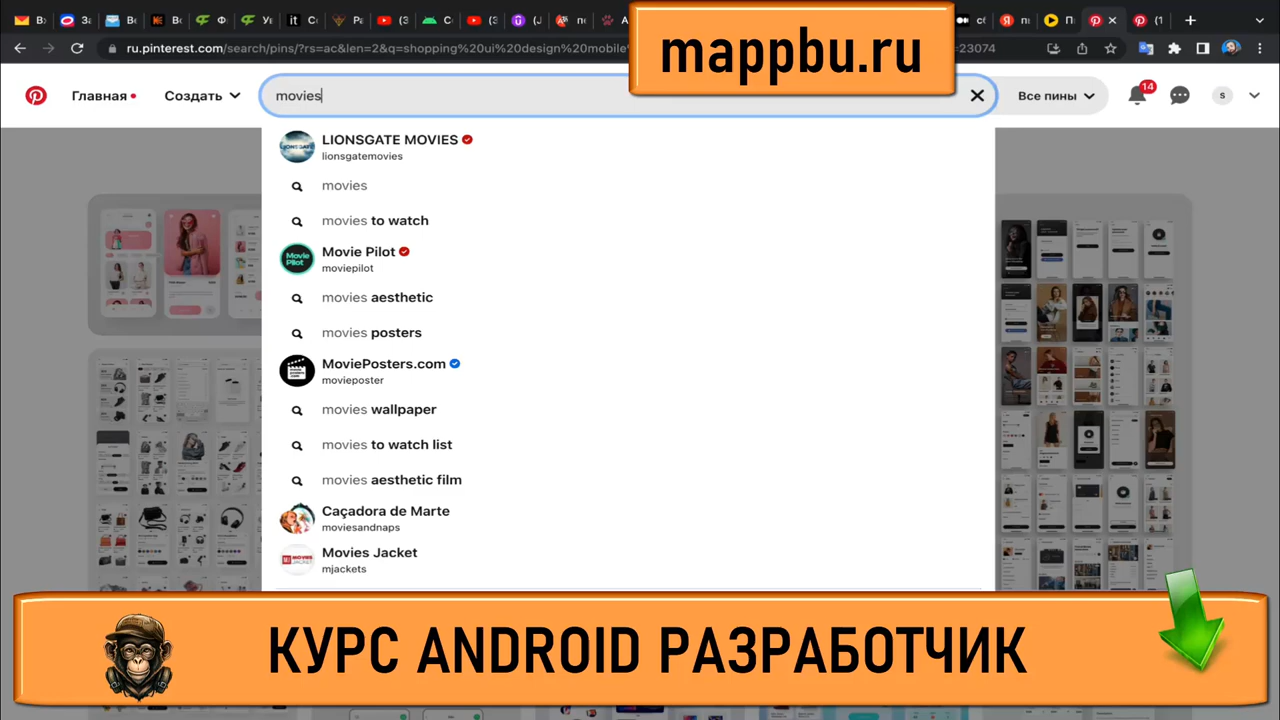 mappbu.ru
ru.pinterest.com/search/pins/?rs=ac&len=2&q=shopping%20ui%20design%20mobile%
=23074
Главная
Создать
movies
Все пины
14
s
LIONSGATE MOVIES
lionsgatemovies
movies
movies to watch
Movie Pilot
moviepilot
movies aesthetic
movies posters
MoviePosters.com
movieposter
movies wallpaper
movies to watch list
movies aesthetic film
Caçadora de Marte
moviesandnaps
Movies Jacket
mjackets
КУРС ANDROID РАЗРАБОТЧИК